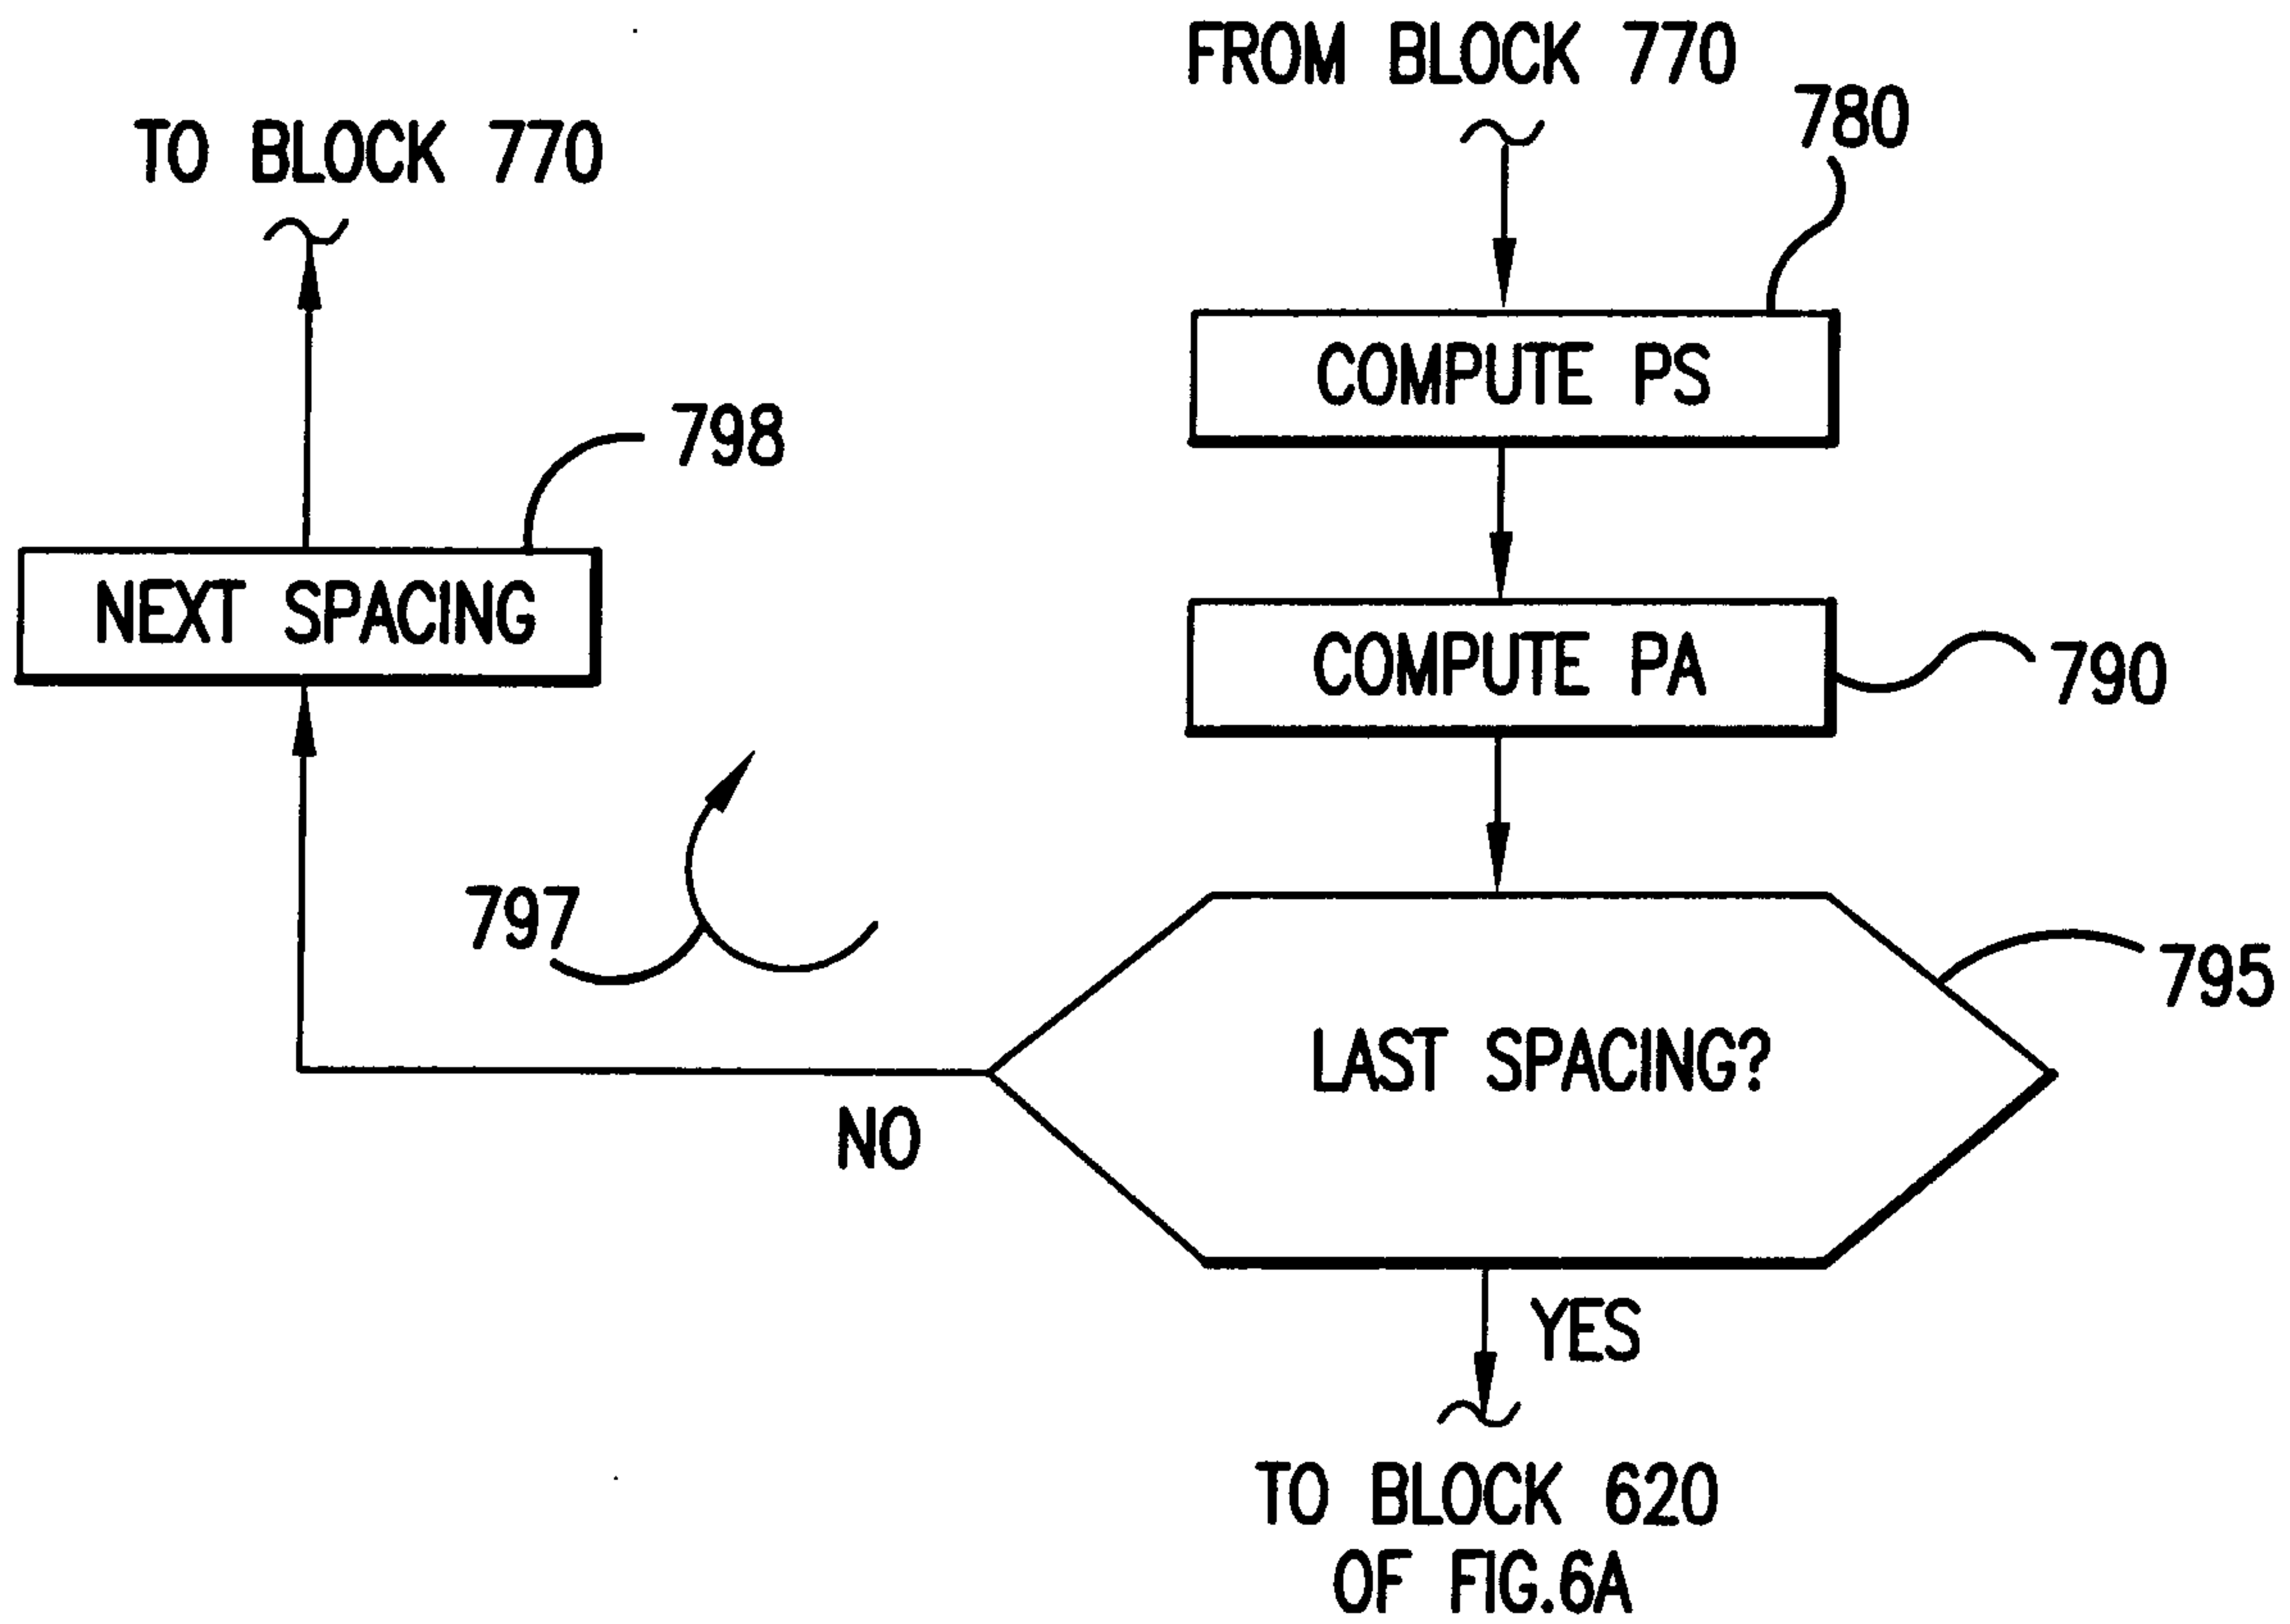 FROM BLOCK 770
780
TO BLOCK 770
COMPUTE PS
798
NEXT SPACING
COMPUTE PA
790
797
795
LAST SPACING?
NO
YES
TO BLOCK 620
OF FIG.6A